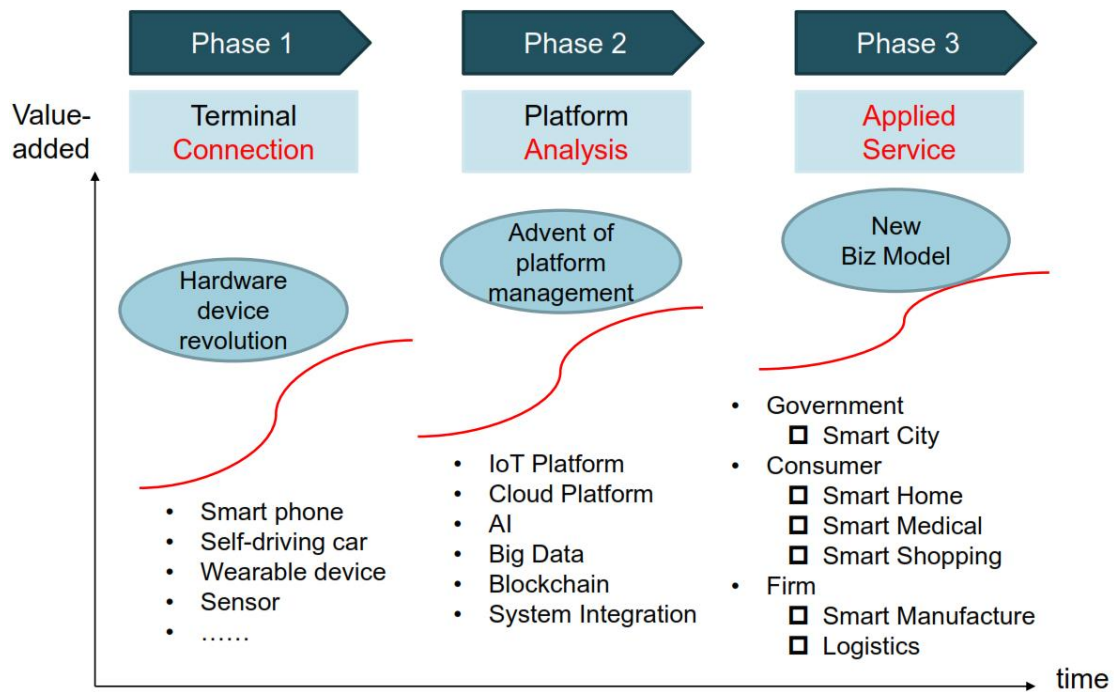 Phase 1
Phase 2
Phase 3
Value-
added
Terminal
Connection
Platform
Analysis
Applied
Service
Hardware
device
revolution
Advent of
platform
management
New
Biz Model
• Smart phone
• Self-driving car
• Wearable device
• Sensor
• ……
• IoT Platform
• Cloud Platform
• AI
• Big Data
• Blockchain
• System Integration
• Government
❑ Smart City
• Consumer
❑ Smart Home
❑ Smart Medical
❑ Smart Shopping
• Firm
❑ Smart Manufacture
❑ Logistics
time